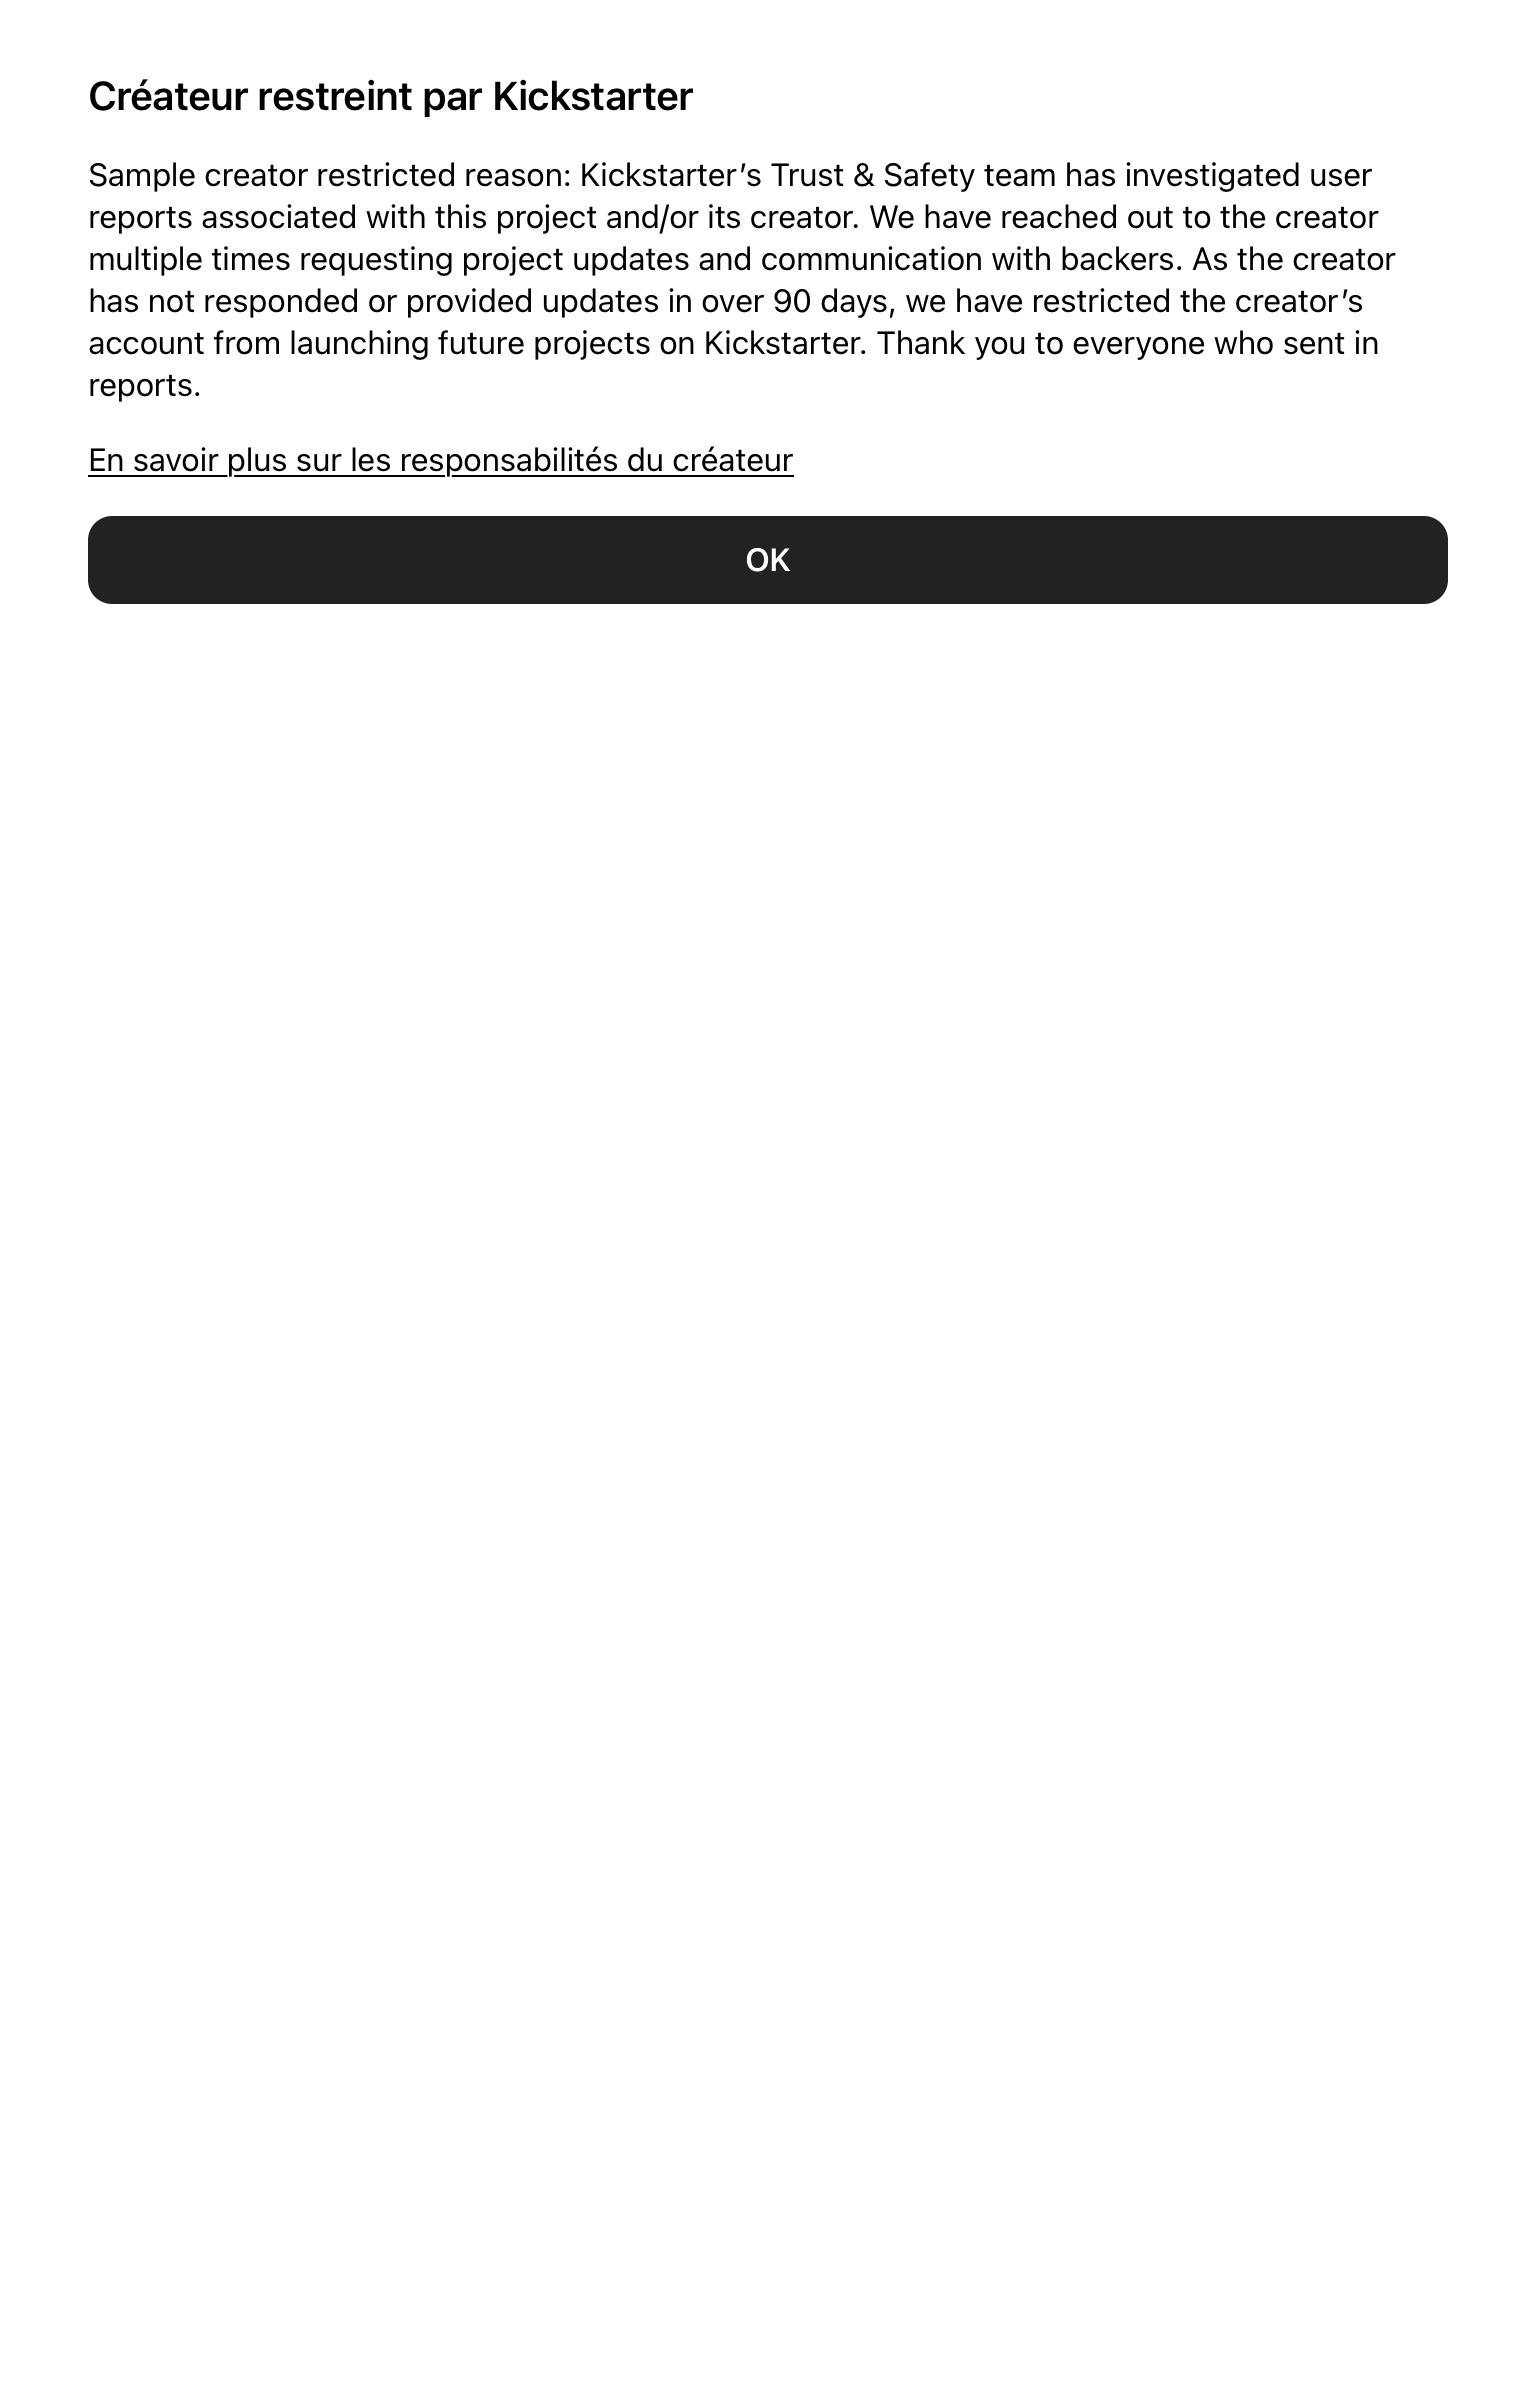 Créateur restreint par Kickstarter
Sample creator restricted reason: Kickstarter’s Trust & Safety team has investigated user
reports associated with this project and/or its creator. We have reached out to the creator
multiple times requesting project updates and communication with backers. As the creator
has not responded or provided updates in over 90 days, we have restricted the creator’s
account from launching future projects on Kickstarter. Thank you to everyone who sent in
reports.
En savoir plus sur les responsabilités du créateur
OK